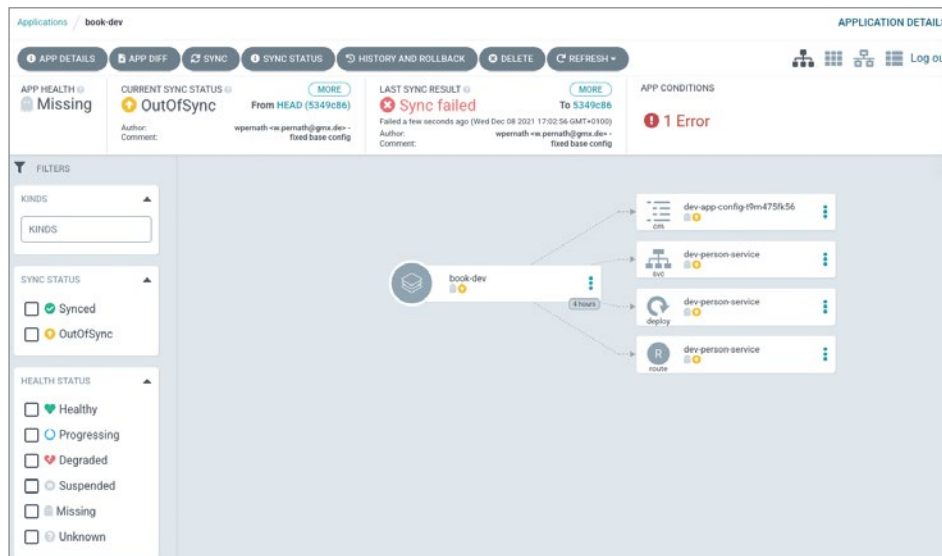 Applications / book-dev
APPLICATION DETAILS
APP DETAILS APP DIFF SYNC SYNC STATUS HISTORY AND ROLLBACK DELETE REFRESH
Log ou
APP HEALTH
Missing
CURRENT SYNC STATUS
MORE
OutOfSync
From HEAD (5349c86)
Author: wpernath <w.pernath@gmx.de> -
Comment: fixed base config
LAST SYNC RESULT
MORE
Sync failed
To 5349c86
Failed a few seconds ago (Wed Dec 08 2021 17:02:56 GMT+0100)
Author: wpernath <w.pernath@gmx.de> -
Comment: fixed base config
APP CONDITIONS
1 Error
FILTERS
KINDS
KINDS
SYNC STATUS
Synced
OutOfSync
HEALTH STATUS
Healthy
Progressing
Degraded
Suspended
Missing
Unknown
book-dev
4 hours
dev-app-config-t9m475fk56
cm
dev-person-service
svc
dev-person-service
deploy
dev-person-service
R
route